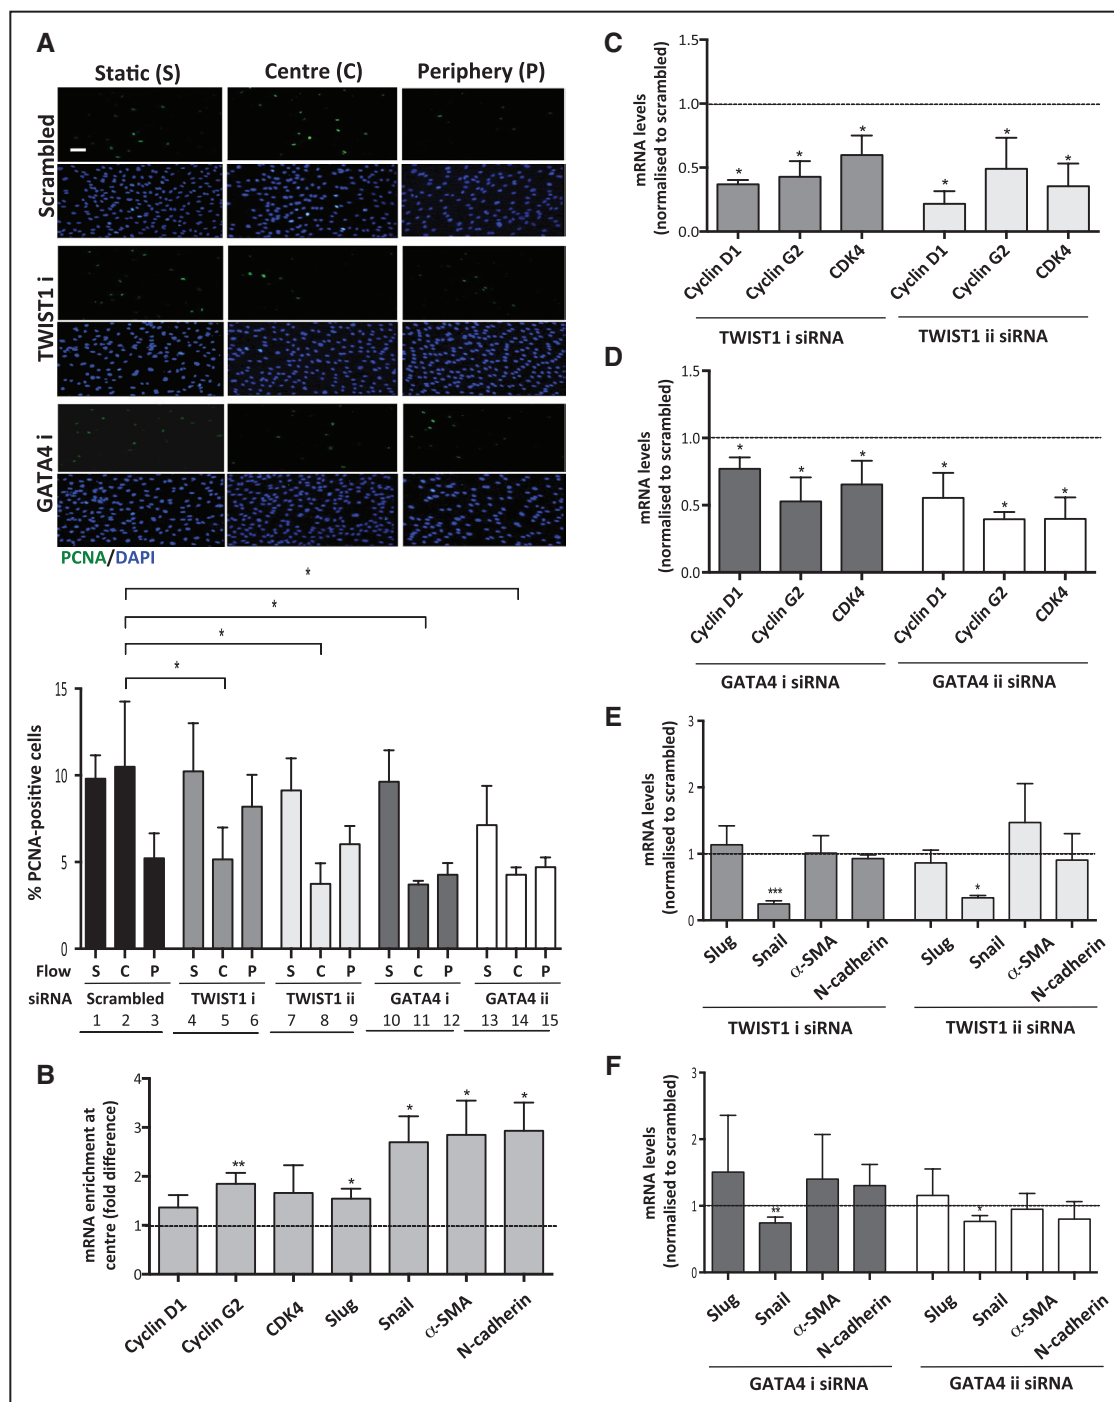 A
Static (S) Centre (C) Periphery (P)
Scrambled
TWIST1 i
GATA4 i
PCNA/DAPI
* 
*
*
*
% PCNA-positive cells
15
10
5
0
Flow S C P S C P S C P S C P S C P
siRNA Scrambled TWIST1 i TWIST1 ii GATA4 i GATA4 ii
1 2 3 4 5 6 7 8 9 10 11 12 13 14 15
B
mRNA enrichment at
centre (fold difference)
4
3
2
1
0
** * * * *
Cyclin D1 Cyclin G2 CDK4 Slug Snail α-SMA N-cadherin
C
mRNA levels
(normalised to scrambled)
1.5
1.0
0.5
0.0
* * * * * *
Cyclin D1 Cyclin G2 CDK4 Cyclin D1 Cyclin G2 CDK4
TWIST1 i siRNA TWIST1 ii siRNA
D
mRNA levels
(normalised to scrambled)
1.5
1.0
0.5
0.0
* * * * * *
Cyclin D1 Cyclin G2 CDK4 Cyclin D1 Cyclin G2 CDK4
GATA4 i siRNA GATA4 ii siRNA
E
mRNA levels
(normalised to scrambled)
3
2
1
0
*** *
Slug Snail α-SMA N-cadherin Slug Snail α-SMA N-cadherin
TWIST1 i siRNA TWIST1 ii siRNA
F
mRNA levels
(normalised to scrambled)
3
2
1
0
** *
Slug Snail α-SMA N-cadherin Slug Snail α-SMA N-cadherin
GATA4 i siRNA GATA4 ii siRNA